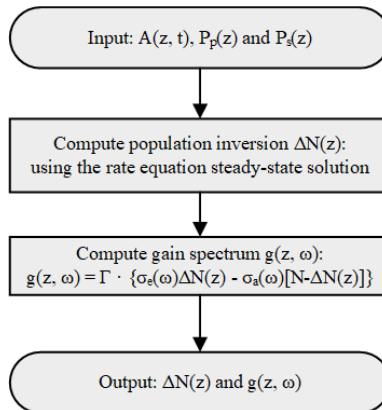 Input: A(z, t), Pₚ(z) and Pₛ(z)
Compute population inversion ΔN(z):
using the rate equation steady-state solution
Compute gain spectrum g(z, ω):
g(z, ω) = Γ · {σₑ(ω)ΔN(z) - σₐ(ω)[N-ΔN(z)]}
Output: ΔN(z) and g(z, ω)